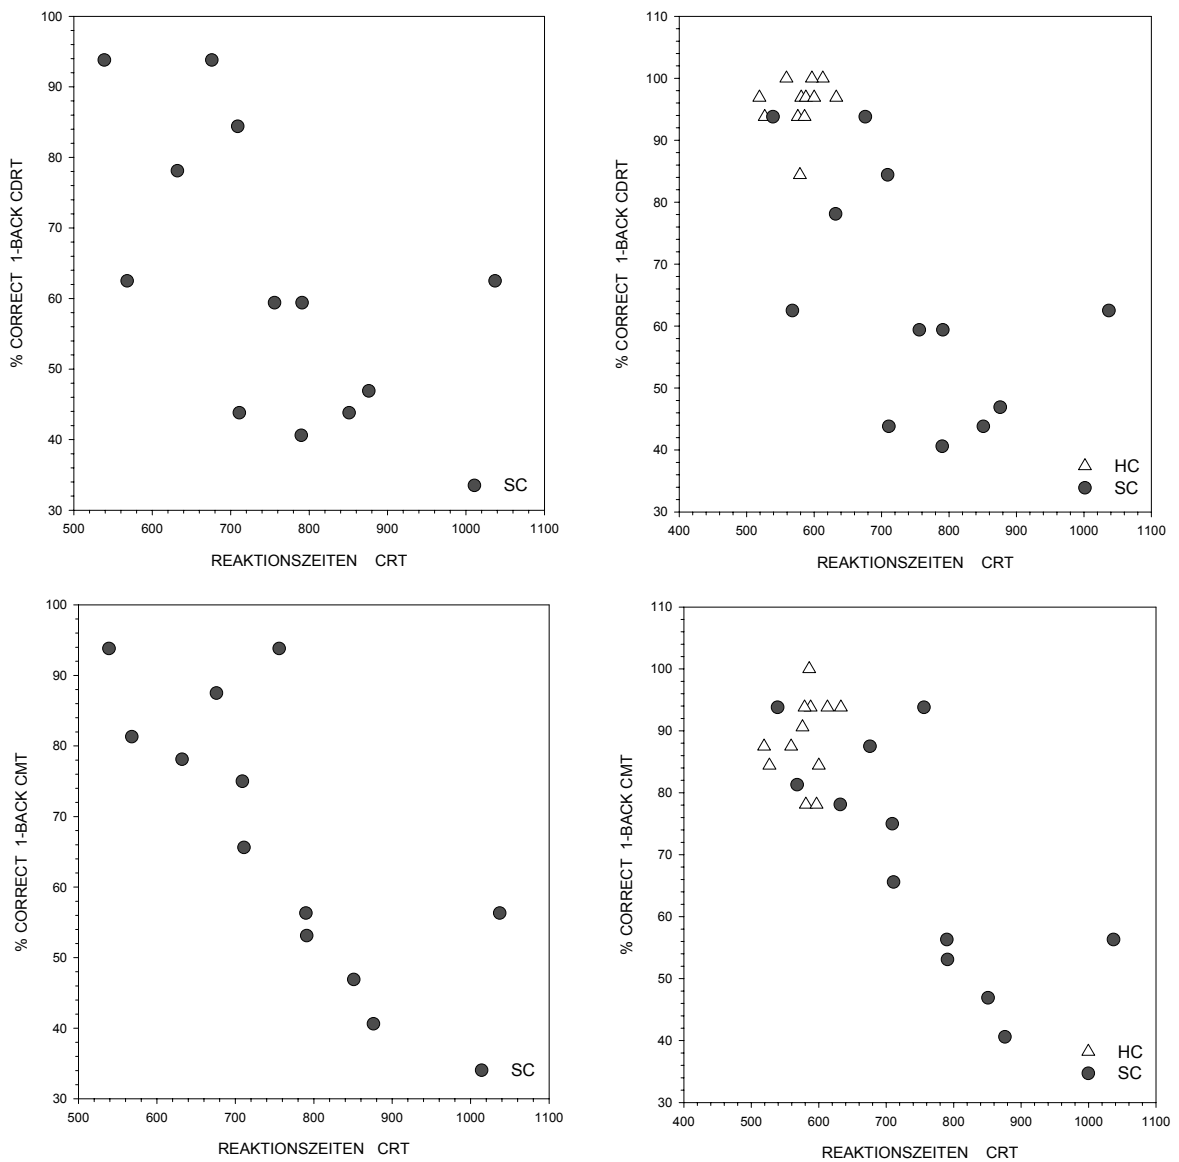 100
90
80
70
60
50
40
30
% CORRECT 1-BACK CDRT
500 600 700 800 900 1000 1100
REAKTIONSZEITEN CRT
SC
110
100
90
80
70
60
50
40
30
% CORRECT 1-BACK CDRT
400 500 600 700 800 900 1000 1100
REAKTIONSZEITEN CRT
HC
SC
100
90
80
70
60
50
40
30
% CORRECT 1-BACK CMT
500 600 700 800 900 1000 1100
REAKTIONSZEITEN CRT
SC
110
100
90
80
70
60
50
40
30
% CORRECT 1-BACK CMT
400 500 600 700 800 900 1000 1100
REAKTIONSZEITEN CRT
HC
SC